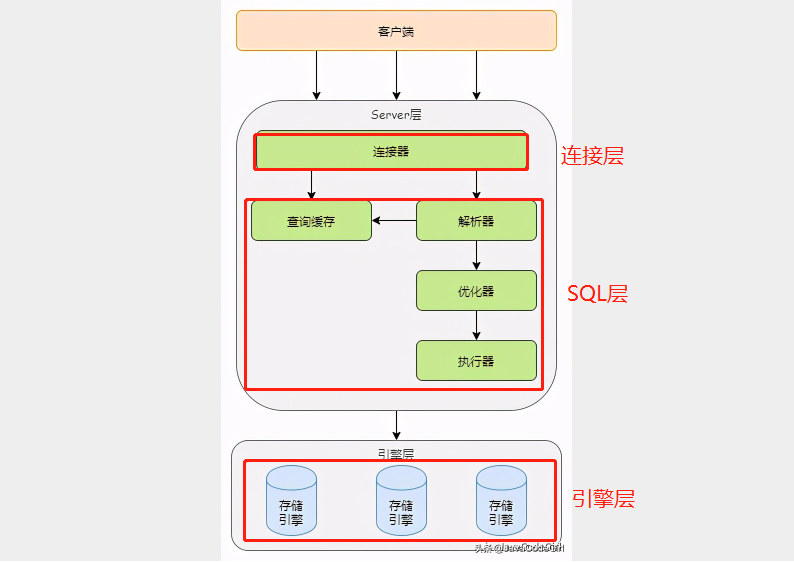 客户端
Server层
连接器
连接层
查询缓存
解析器
优化器
SQL层
执行器
引擎层
存储
引擎
存储
引擎
存储
引擎
引擎层
头条